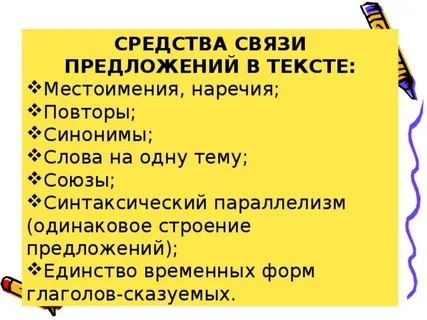 СРЕДСТВА СВЯЗИ
ПРЕДЛОЖЕНИЙ В ТЕКСТЕ:
❖Местоимения, наречия;
❖Повторы;
❖Синонимы;
❖Слова на одну тему;
❖Союзы;
❖Синтаксический параллелизм
(одинаковое строение
предложений);
❖Единство временных форм
глаголов-сказуемых.